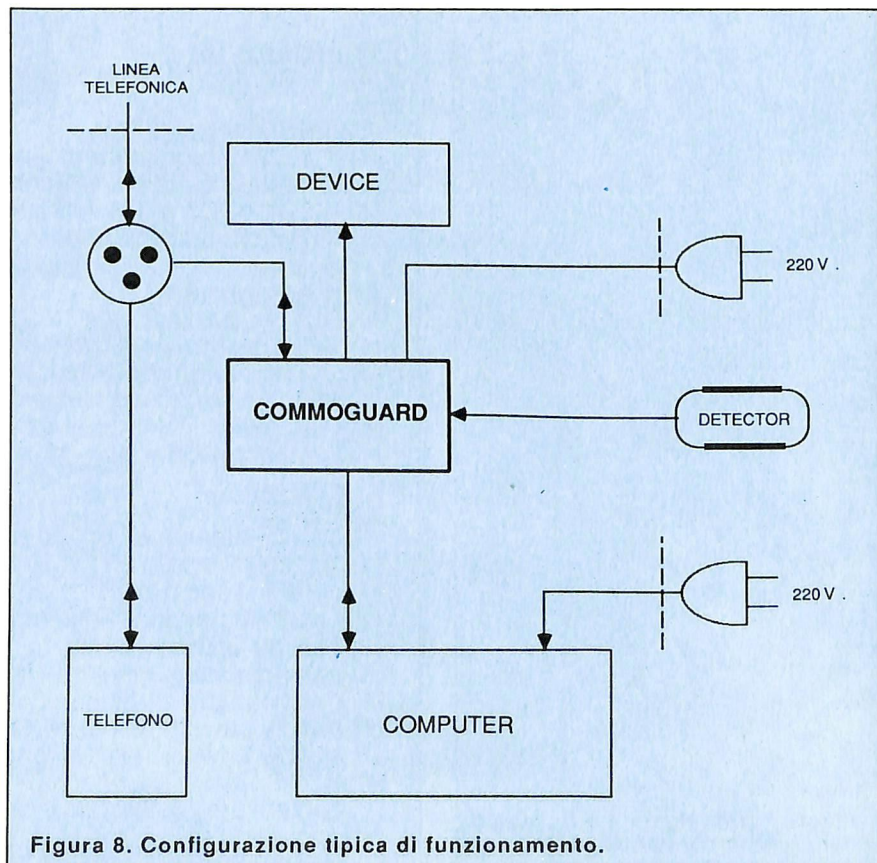 LINEA
TELEFONICA
DEVICE
220 V
COMMOGUARD
DETECTOR
220 V
TELEFONO
COMPUTER
Figura 8. Configurazione tipica di funzionamento.